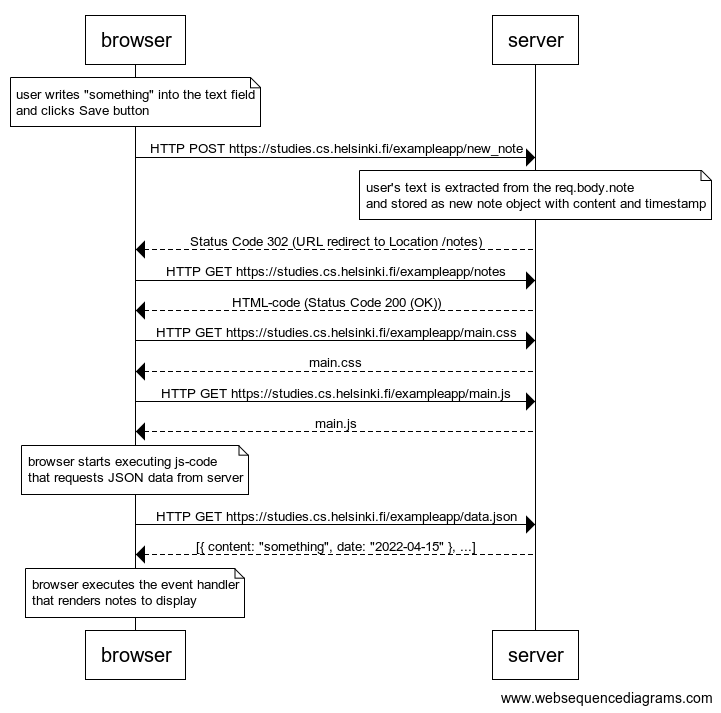 browser
server
user writes "something" into the text field
and clicks Save button
HTTP POST https://studies.cs.helsinki.fi/exampleapp/new_note
user's text is extracted from the req.body.note
and stored as new note object with content and timestamp
Status Code 302 (URL redirect to Location /notes)
HTTP GET https://studies.cs.helsinki.fi/exampleapp/notes
HTML-code (Status Code 200 (OK))
HTTP GET https://studies.cs.helsinki.fi/exampleapp/main.css
main.css
HTTP GET https://studies.cs.helsinki.fi/exampleapp/main.js
main.js
browser starts executing js-code
that requests JSON data from server
HTTP GET https://studies.cs.helsinki.fi/exampleapp/data.json
[{ content: "something", date: "2022-04-15" }, ...]
browser executes the event handler
that renders notes to display
browser
server
www.websequencediagrams.com